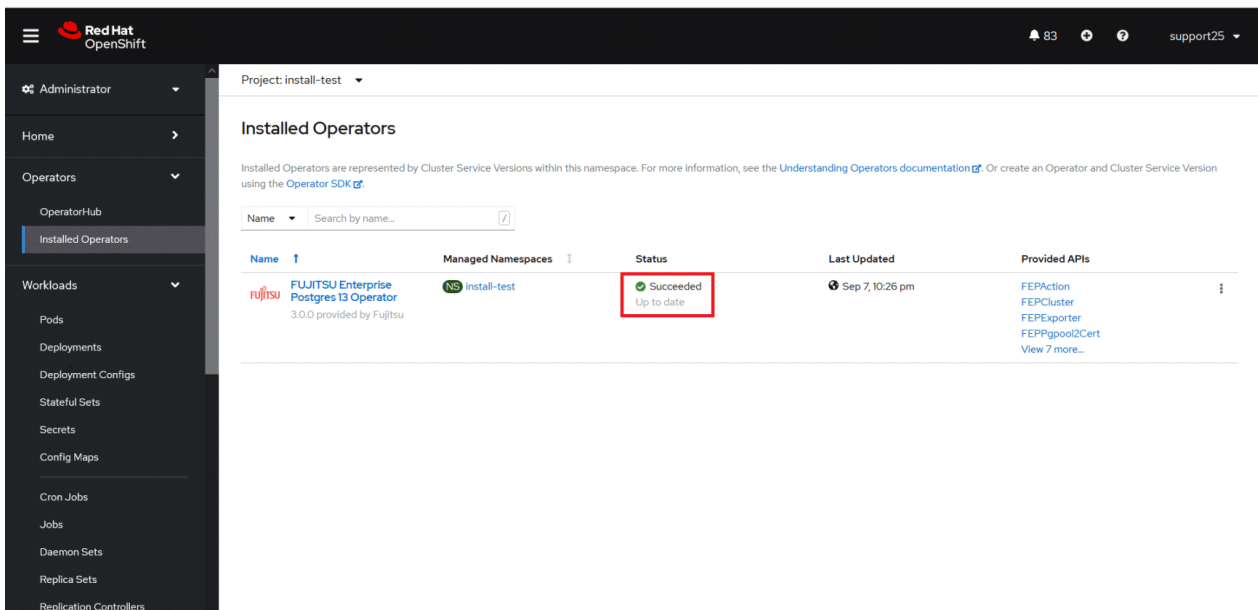 Red Hat
OpenShift
83
support25
Administrator
Home
Operators
OperatorHub
Installed Operators
Workloads
Pods
Deployments
Deployment Configs
Stateful Sets
Secrets
Config Maps
Cron Jobs
Jobs
Daemon Sets
Replica Sets
Replication Controllers
Project: install-test
Installed Operators
Installed Operators are represented by Cluster Service Versions within this namespace. For more information, see the Understanding Operators documentation. Or create an Operator and Cluster Service Version
using the Operator SDK.
Name Search by name... /
Name Managed Namespaces Status Last Updated Provided APIs
FUJITSU FUJITSU Enterprise NS install-test Succeeded Sep 7, 10:26 pm FEPAction
Postgres 13 Operator Up to date FEPCluster
3.0.0 provided by Fujitsu FEPExporter
FEPPgpool2Cert
View 7 more...